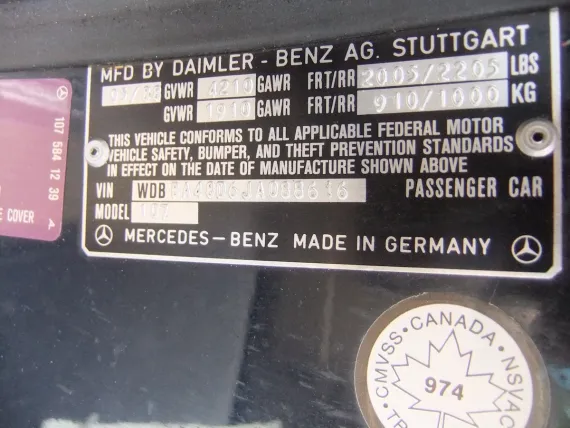 MFD BY DAIMLER - BENZ AG. STUTTGART
GVWR 4210 GAWR FRT/RR 2005/2205 LBS
GVWR 1910 GAWR FRT/RR 910/1000 KG
THIS VEHICLE CONFORMS TO ALL APPLICABLE FEDERAL MOTOR
VEHICLE SAFETY, BUMPER, AND THEFT PREVENTION STANDARDS
IN EFFECT ON THE DATE OF MANUFACTURE SHOWN ABOVE
VIN WDB PASSENGER CAR
MODEL 107
MERCEDES-BENZ MADE IN GERMANY
107 584 12 39
E COVER
CMVSS • CANADA • NSVAC
974